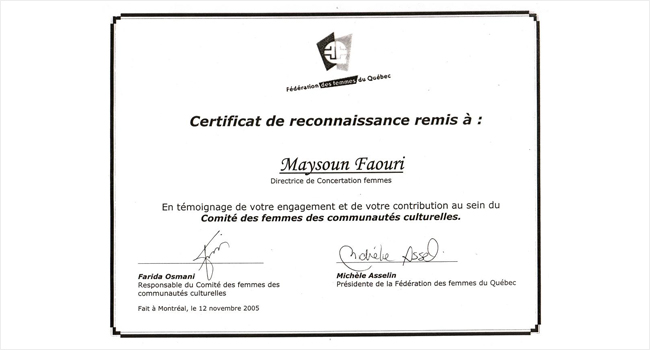 Fédération des femmes du Québec
Certificat de reconnaissance remis à :
Maysoun Faouri
Directrice de Concertation femmes
En témoignage de votre engagement et de votre contribution au sein du
Comité des femmes des communautés culturelles.
Michèle Assel
Farida Osmani
Responsable du Comité des femmes des
communautés culturelles
Michèle Asselin
Présidente de la Fédération des femmes du Québec
Fait à Montréal, le 12 novembre 2005